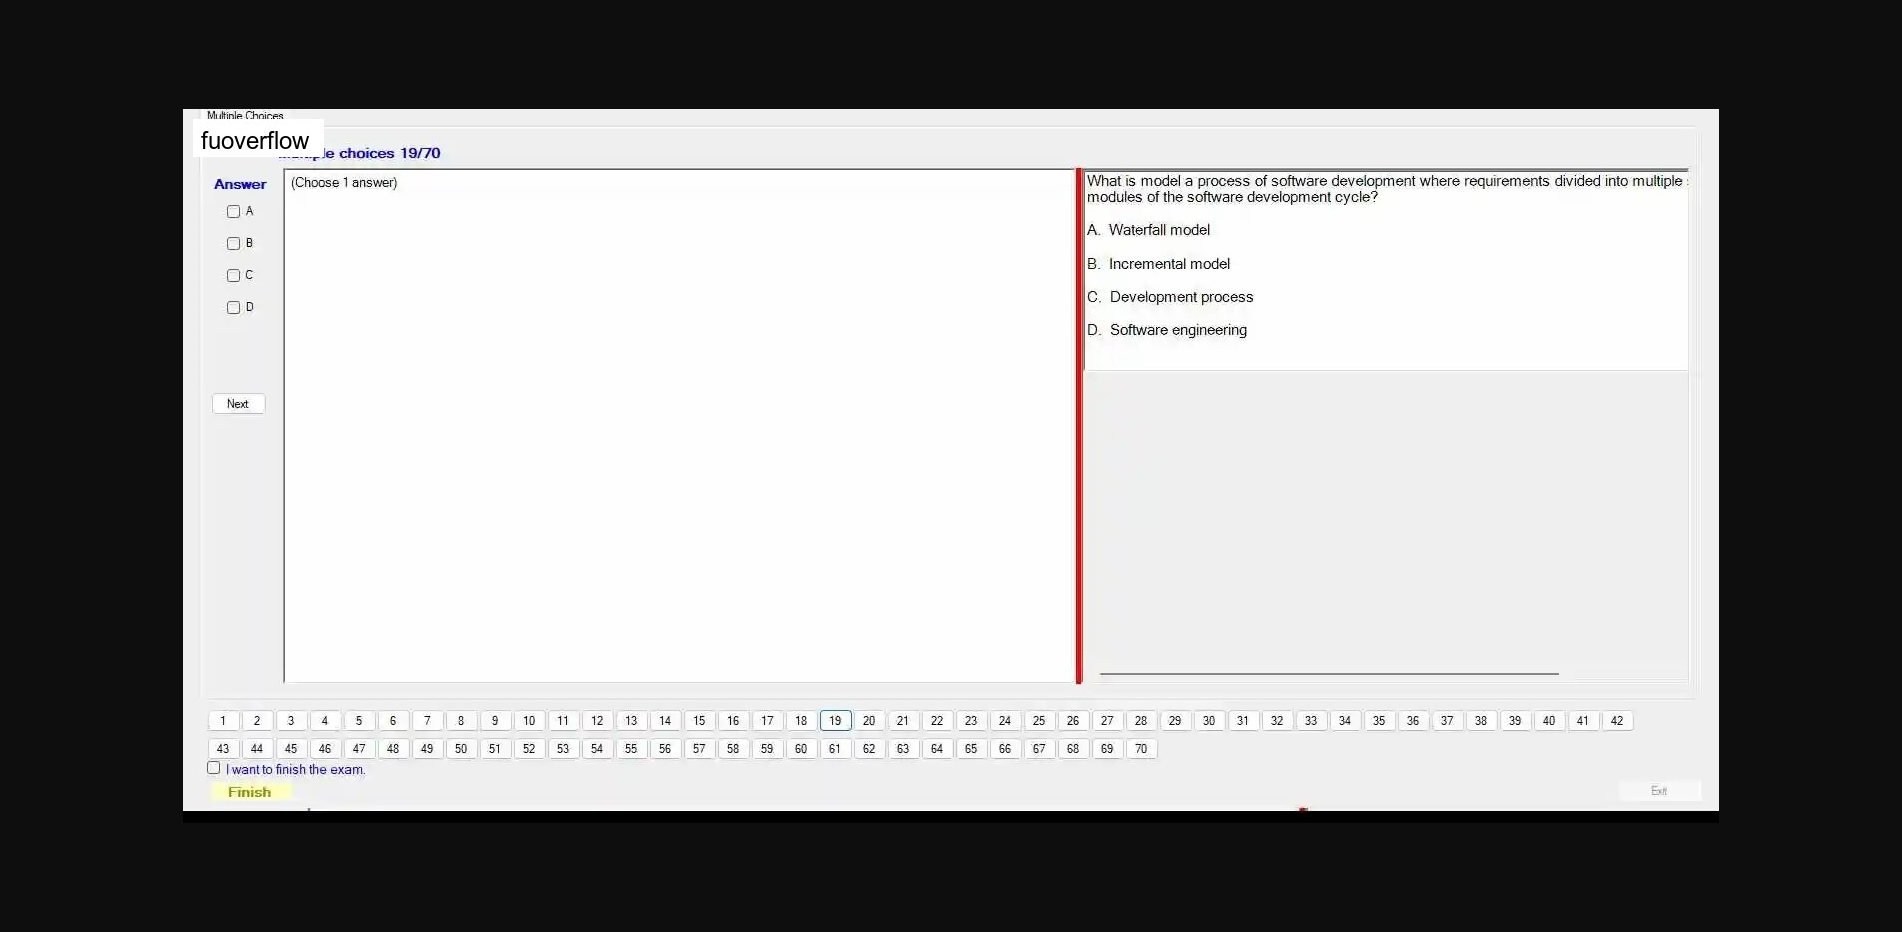 Multiple Choices
fuoverflow
choices 19/70
Answer
(Choose 1 answer)
A
B
C
D
Next
What is model a process of software development where requirements divided into multiple
modules of the software development cycle?
A. Waterfall model
B. Incremental model
C. Development process
D. Software engineering
1 2 3 4 5 6 7 8 9 10 11 12 13 14 15 16 17 18 19 20 21 22 23 24 25 26 27 28 29 30 31 32 33 34 35 36 37 38 39 40 41 42
43 44 45 46 47 48 49 50 51 52 53 54 55 56 57 58 59 60 61 62 63 64 65 66 67 68 69 70
I want to finish the exam.
Finish
Exit